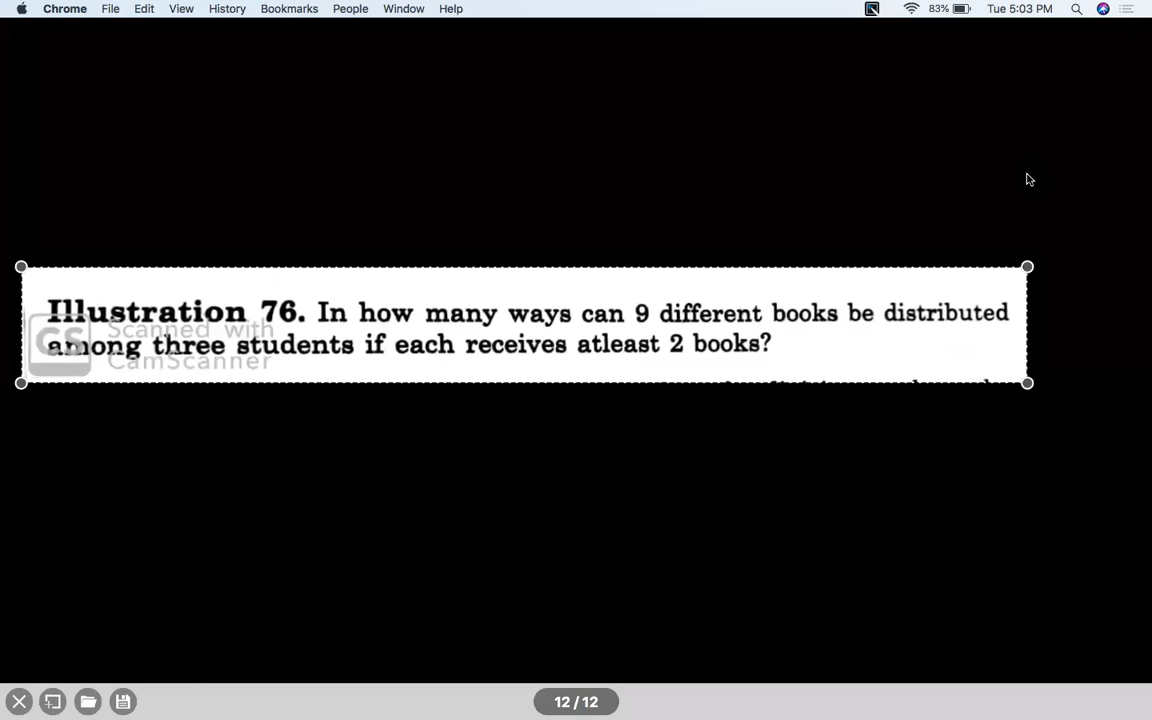 Chrome File Edit View History Bookmarks People Window Help 83% Tue 5:03 PM
Illustration 76. In how many ways can 9 different books be distributed
among three students if each receives atleast 2 books?
CS Scanned with
CamScanner
12 / 12